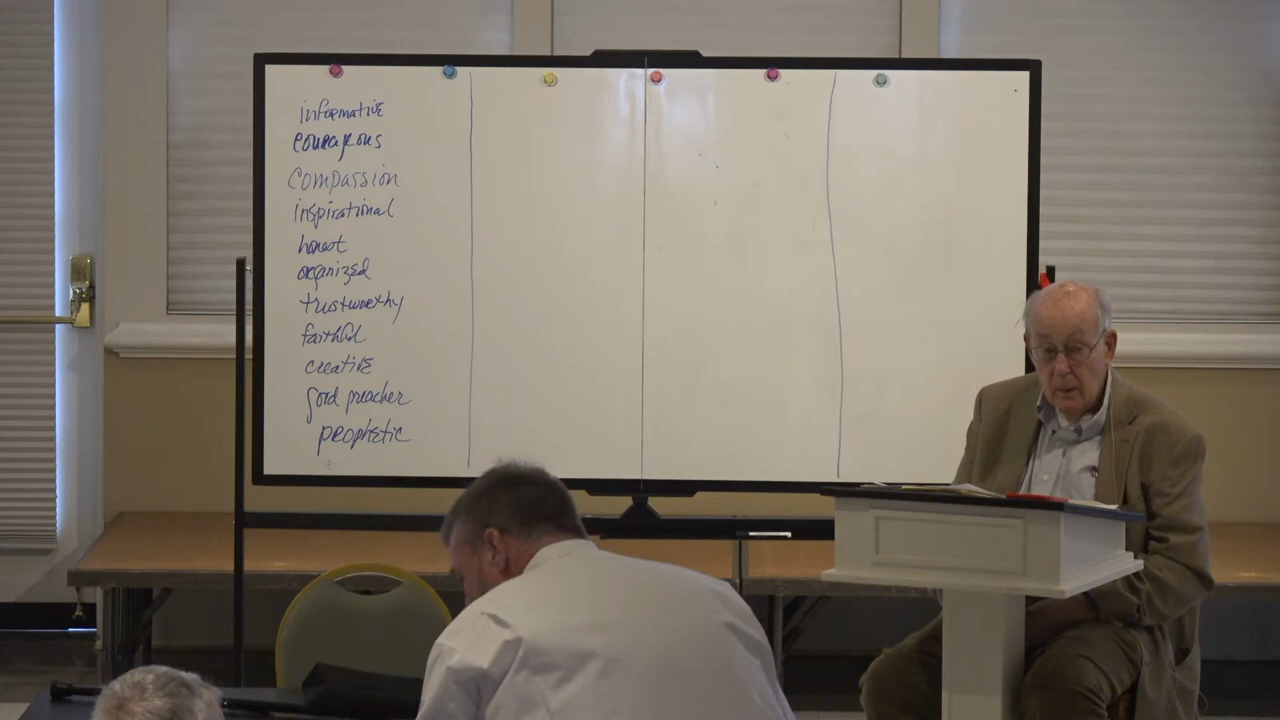 informative
courageous
compassion
inspirational
honest
organized
trustworthy
faithful
creative
good preacher
prophetic